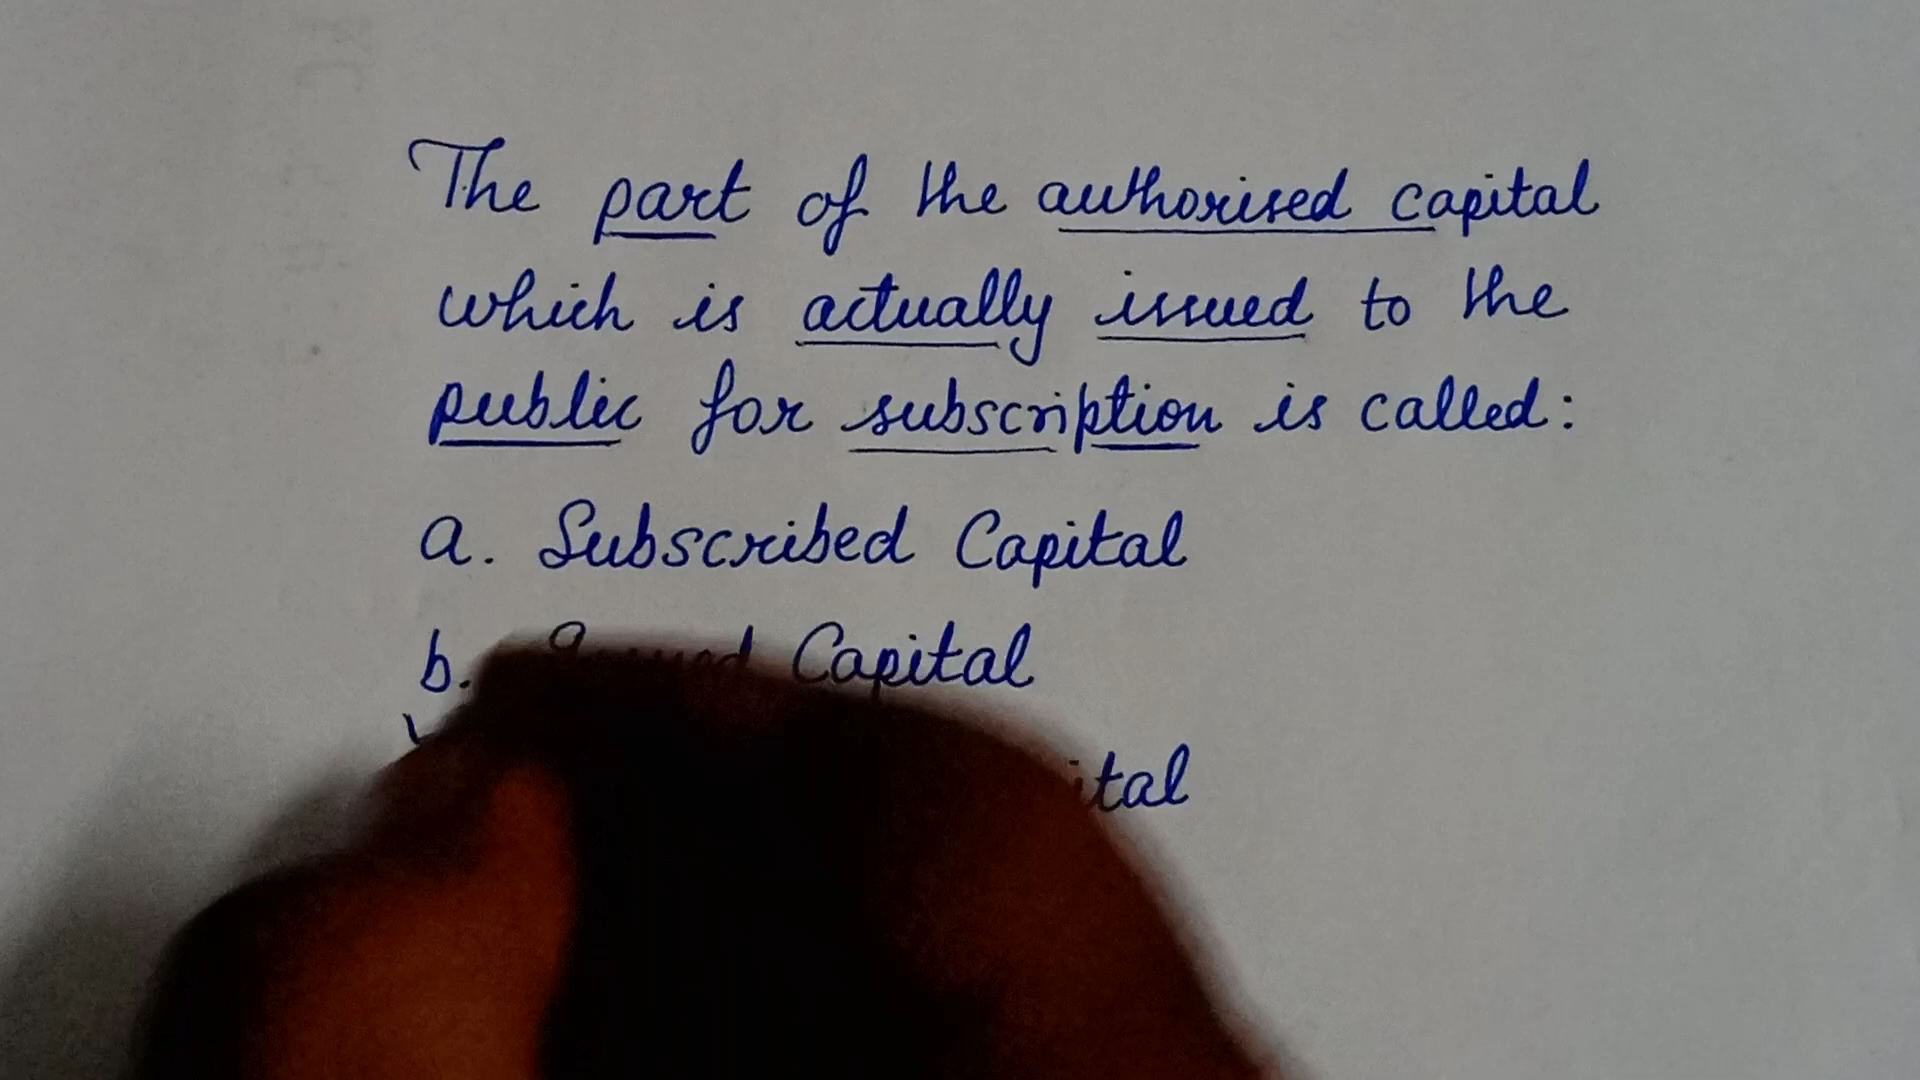 The part of the authorised capital
which is actually issued to the
public for subscription is called:
a. Subscribed Capital
b. Capital